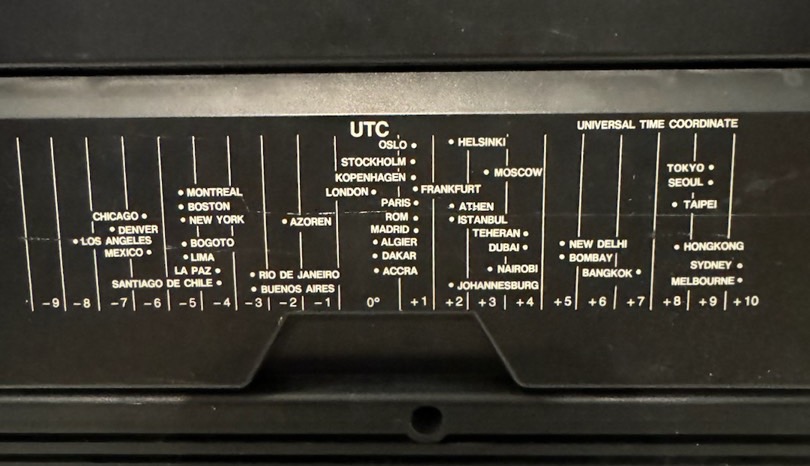 UTC
UNIVERSAL TIME COORDINATE
OSLO
HELSINKI
STOCKHOLM
MOSCOW
TOKYO
KOPENHAGEN
SEOUL
LONDON
FRANKFURT
MONTREAL
PARIS
ATHEN
TAIPEI
BOSTON
CHICAGO
NEW YORK
AZOREN
ROM
ISTANBUL
DENVER
MADRID
TEHERAN
LOS ANGELES
BOGOTO
ALGIER
DUBAI
NEW DELHI
HONGKONG
MEXICO
LIMA
DAKAR
BOMBAY
LA PAZ
RIO DE JANEIRO
ACCRA
NAIROBI
BANGKOK
SYDNEY
SANTIAGO DE CHILE
BUENOS AIRES
JOHANNESBURG
MELBOURNE
-9 -8 -7 -6 -5 -4 -3 -2 -1 0° +1 +2 +3 +4 +5 +6 +7 +8 +9 +10